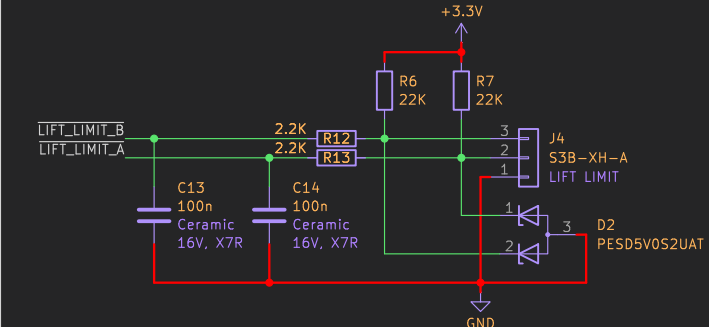 +3.3V
R6
22K
R7
22K
LIFT_LIMIT_B
2.2K
R12
3
J4
LIFT_LIMIT_A
2.2K
R13
2
S3B-XH-A
1
LIFT LIMIT
C13
100n
Ceramic
16V, X7R
C14
100n
Ceramic
16V, X7R
1
2
3
D2
PESD5V0S2UAT
GND